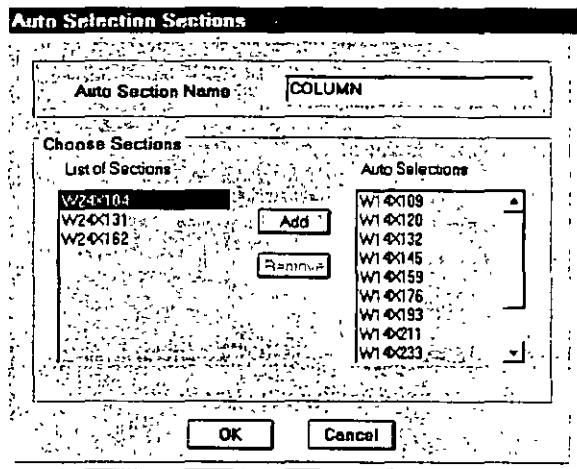 Auto Selection Sections
Auto Section Name COLUMN
Choose Sections
List of Sections
Auto Selections
W24X104
W24X131
W24X162
Add
Remove
W14X109
W14X120
W14X132
W14X145
W14X159
W14X176
W14X193
W14X211
W14X233
OK Cancel